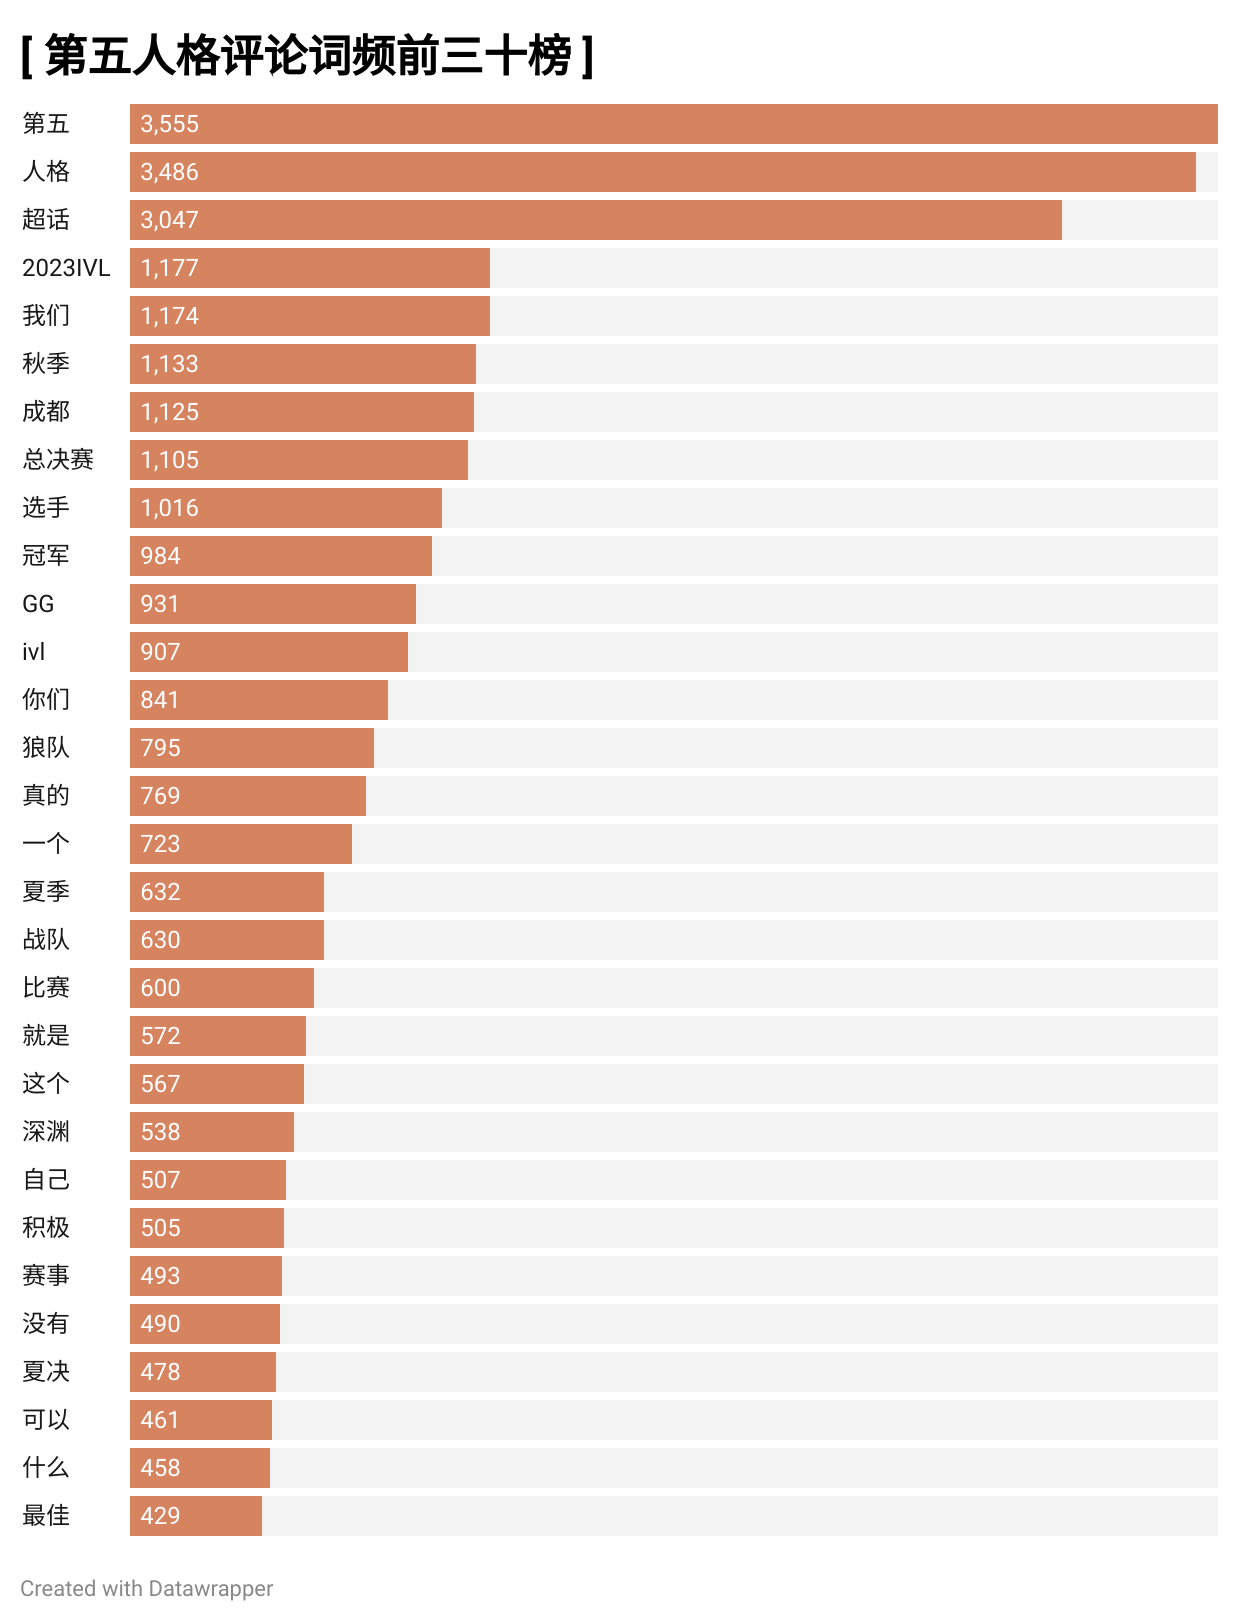 [ 第五人格评论词频前三十榜 ]
第五 3,555
人格 3,486
超话 3,047
2023IVL 1,177
我们 1,174
秋季 1,133
成都 1,125
总决赛 1,105
选手 1,016
冠军 984
GG 931
ivl 907
你们 841
狼队 795
真的 769
一个 723
夏季 632
战队 630
比赛 600
就是 572
这个 567
深渊 538
自己 507
积极 505
赛事 493
没有 490
夏决 478
可以 461
什么 458
最佳 429
Created with Datawrapper